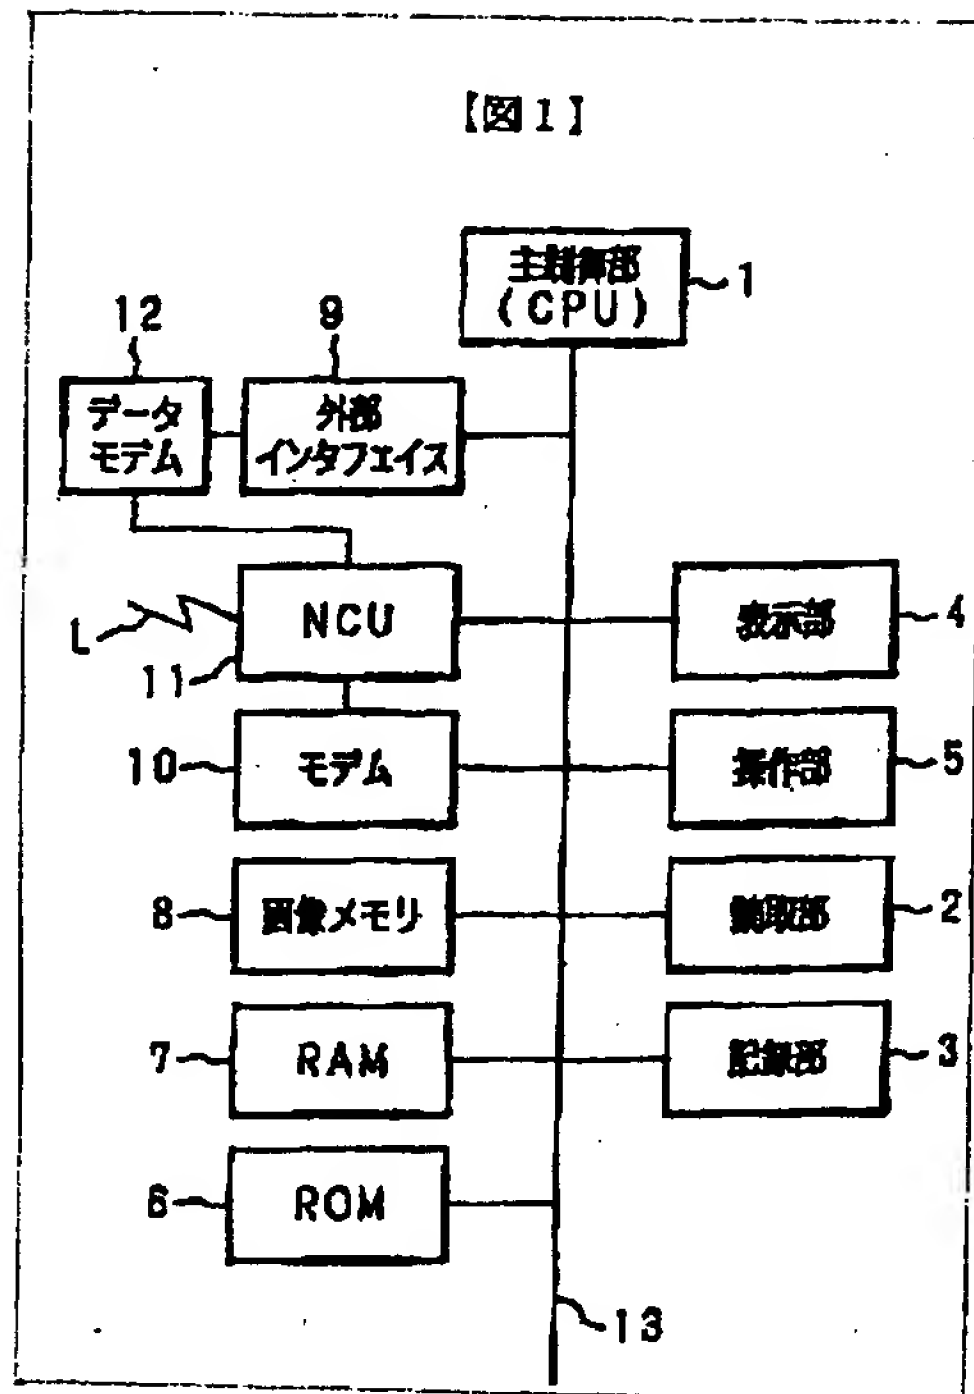 【図1】
主制御部
(CPU)
1
12
9
データ
モデム
外部
インタフェイス
L
NCU
11
表示部
4
10
モデム
操作部
5
8
画像メモリ
読取部
2
7
RAM
記録部
3
6
ROM
13